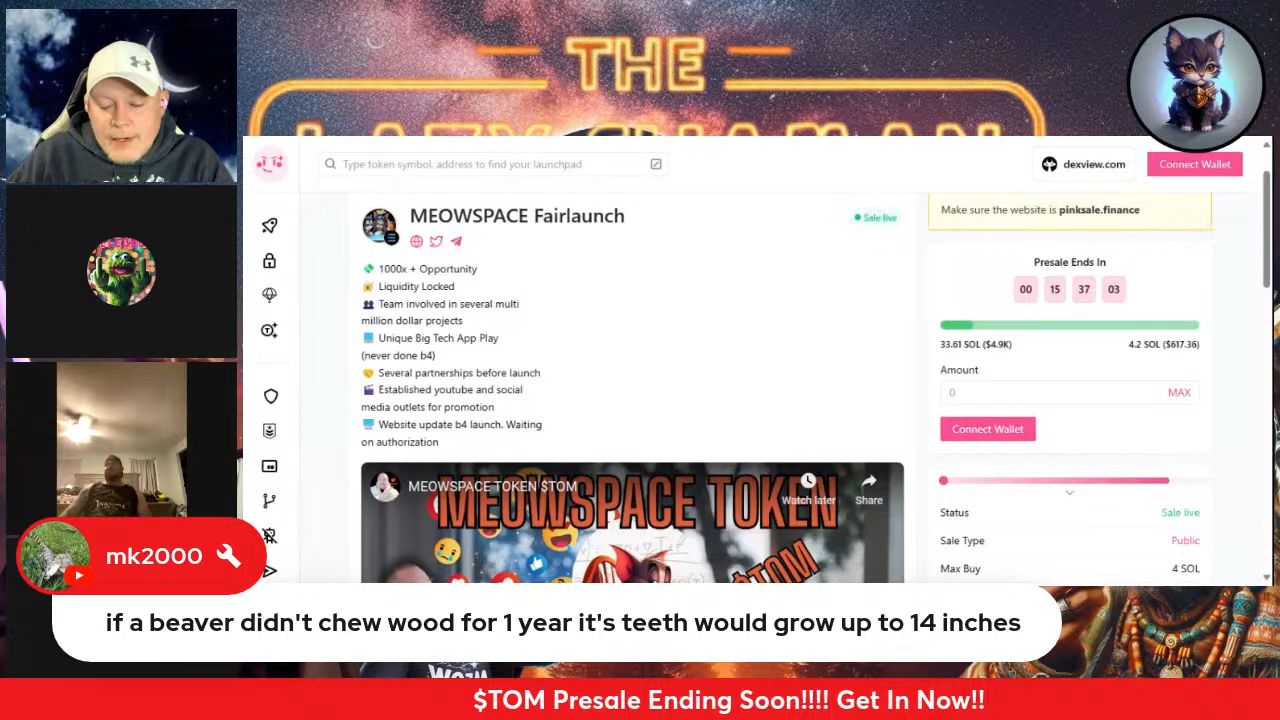 THE
LAZY SHAMAN
Type token symbol, address to find your launchpad
dexview.com
Connect Wallet
MEOWSPACE Fairlaunch
Sale live
Make sure the website is pinksale.finance
1000x + Opportunity
Liquidity Locked
Team involved in several multi
million dollar projects
Unique Big Tech App Play
(never done b4)
Several partnerships before launch
Established youtube and social
media outlets for promotion
Website update b4 launch. Waiting
on authorization
Presale Ends In
00 15 37 03
33.61 SOL ($4.9K) 4.2 SOL ($617.36)
Amount
0 MAX
Connect Wallet
Status Sale live
Sale Type Public
Max Buy 4 SOL
MEOWSPACE TOKEN $TOM
Watch later
Share
MEOWSPACE TOKEN
$TOM
mk2000
if a beaver didn't chew wood for 1 year it's teeth would grow up to 14 inches
$TOM Presale Ending Soon!!!! Get In Now!!